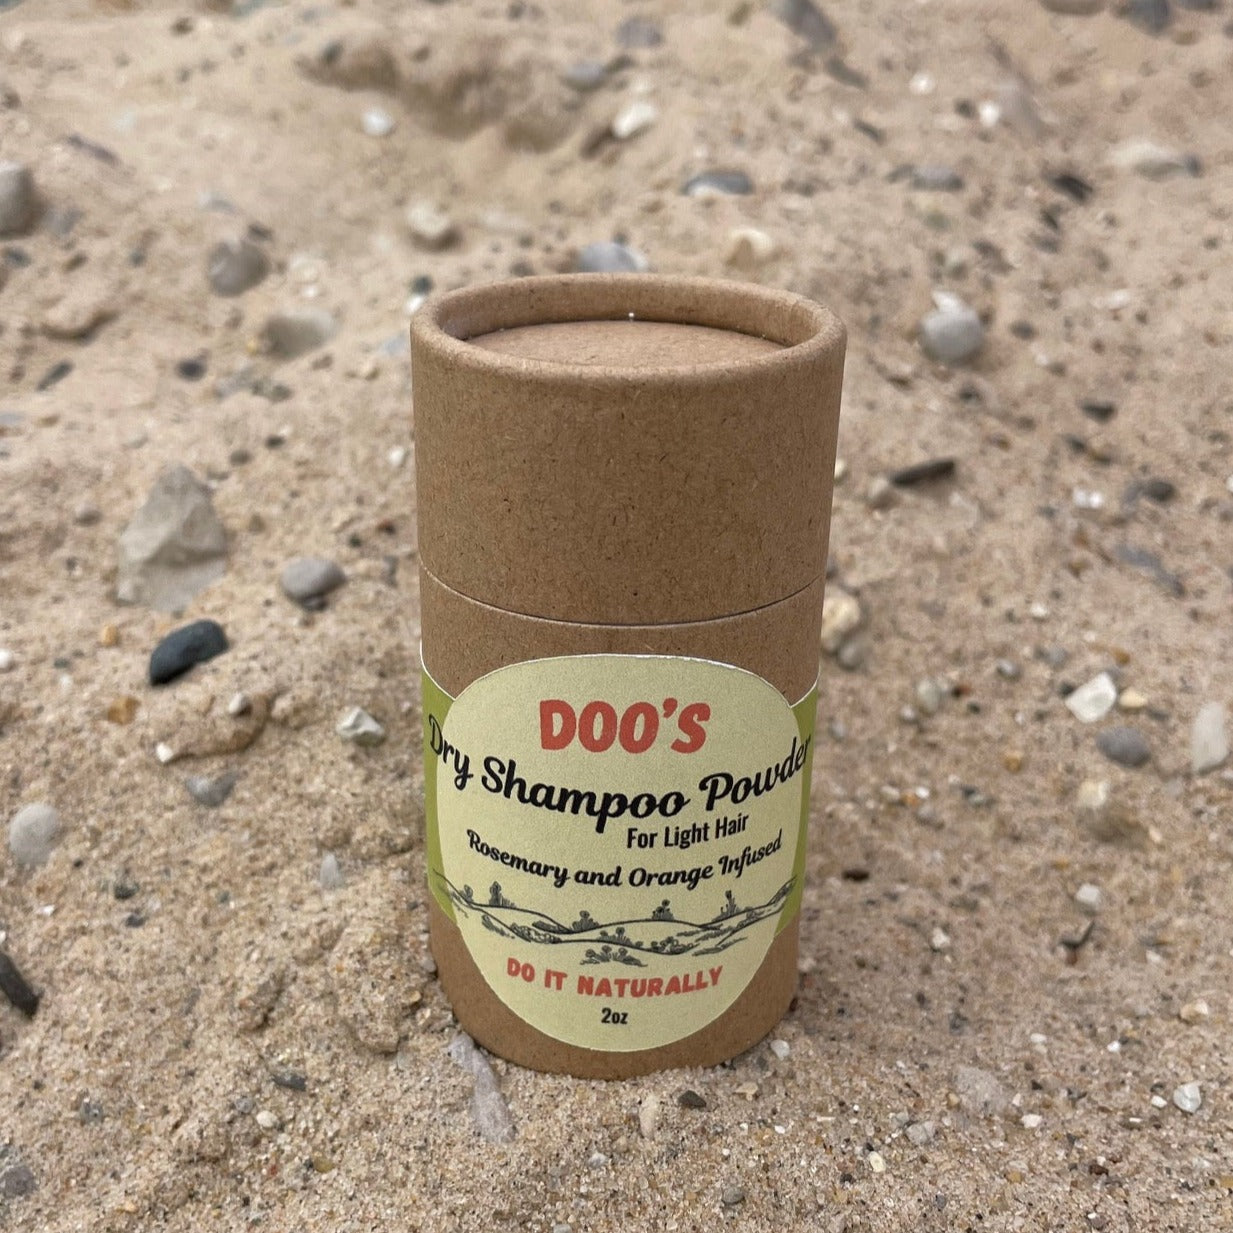 DOO'S
Dry Shampoo Powder
For Light Hair
Rosemary and Orange Infused
DO IT NATURALLY
2oz